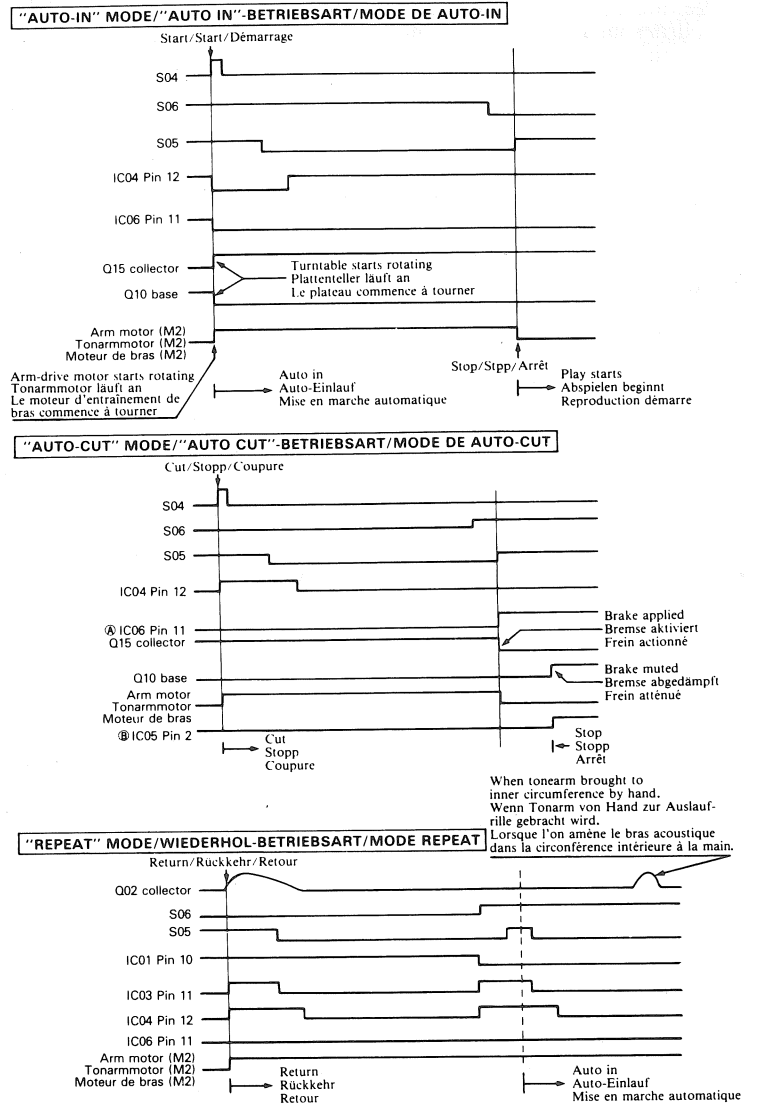 "AUTO-IN" MODE/"AUTO IN"-BETRIEBSART/MODE DE AUTO-IN
Start/Start/Démarrage
S04
S06
S05
IC04 Pin 12
IC06 Pin 11
Q15 collector
Turntable starts rotating
Plattenteller läuft an
Le plateau commence à tourner
Q10 base
Arm motor (M2)
Tonarmmotor (M2)
Moteur de bras (M2)
Stop/Stpp/Arrêt
Arm-drive motor starts rotating
Tonarmmotor läuft an
Le moteur d'entraînement de
bras commence à tourner
Auto in
Auto-Einlauf
Mise en marche automatique
Play starts
Abspielen beginnt
Reproduction démarre
"AUTO-CUT" MODE/"AUTO CUT"-BETRIEBSART/MODE DE AUTO-CUT
Cut/Stopp/Coupure
S04
S06
S05
IC04 Pin 12
Ⓐ IC06 Pin 11
Q15 collector
Brake applied
Bremse aktiviert
Frein actionné
Q10 base
Brake muted
Bremse abgedämpft
Frein atténué
Arm motor
Tonarmmotor
Moteur de bras
Ⓑ IC05 Pin 2
Cut
Stopp
Coupure
Stop
Stopp
Arrêt
When tonearm brought to
inner circumference by hand.
Wenn Tonarm von Hand zur Auslauf-
rille gebracht wird.
Lorsque l'on amène le bras acoustique
dans la circonférence intérieure à la main.
"REPEAT" MODE/WIEDERHOL-BETRIEBSART/MODE REPEAT
Return/Rückkehr/Retour
Q02 collector
S06
S05
IC01 Pin 10
IC03 Pin 11
IC04 Pin 12
IC06 Pin 11
Arm motor (M2)
Tonarmmotor (M2)
Moteur de bras (M2)
Return
Rückkehr
Retour
Auto in
Auto-Einlauf
Mise en marche automatique